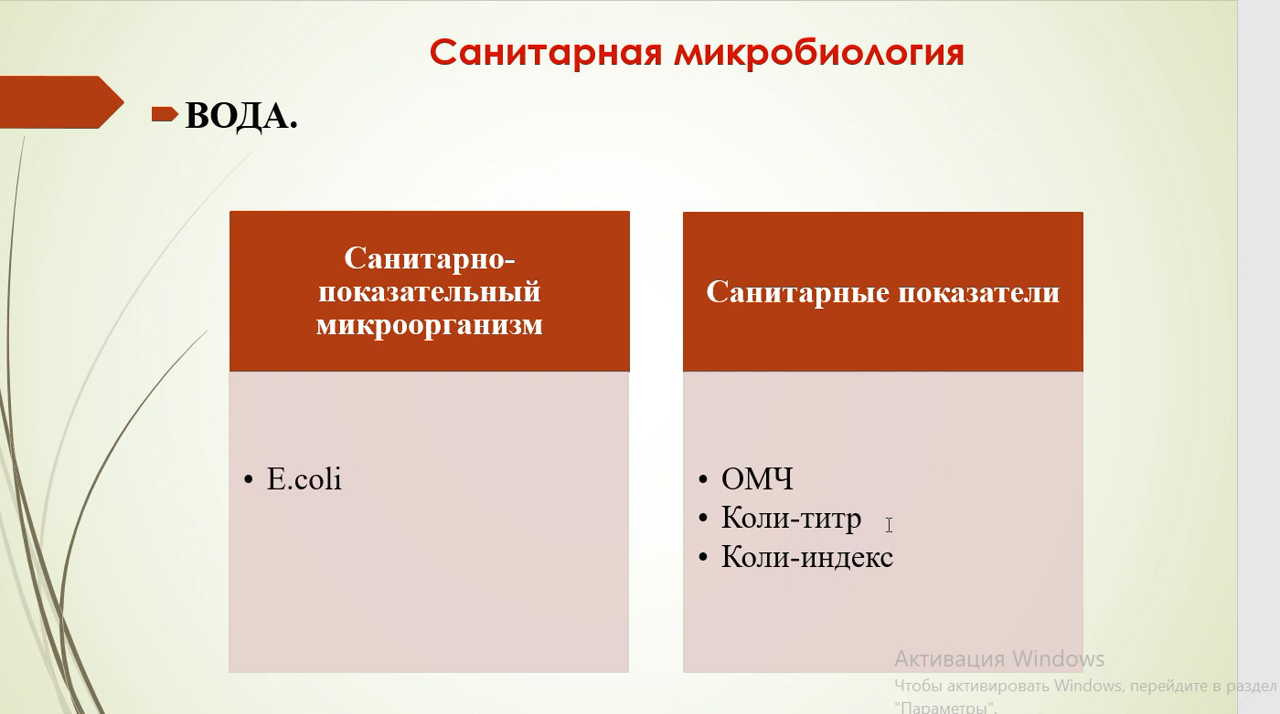 Санитарная микробиология
ВОДА.
Санитарно-
показательный
микроорганизм
• E.coli
Санитарные показатели
• ОМЧ
• Коли-титр
• Коли-индекс
Активация Windows
Чтобы активировать Windows, перейдите в раздел
"Параметры".